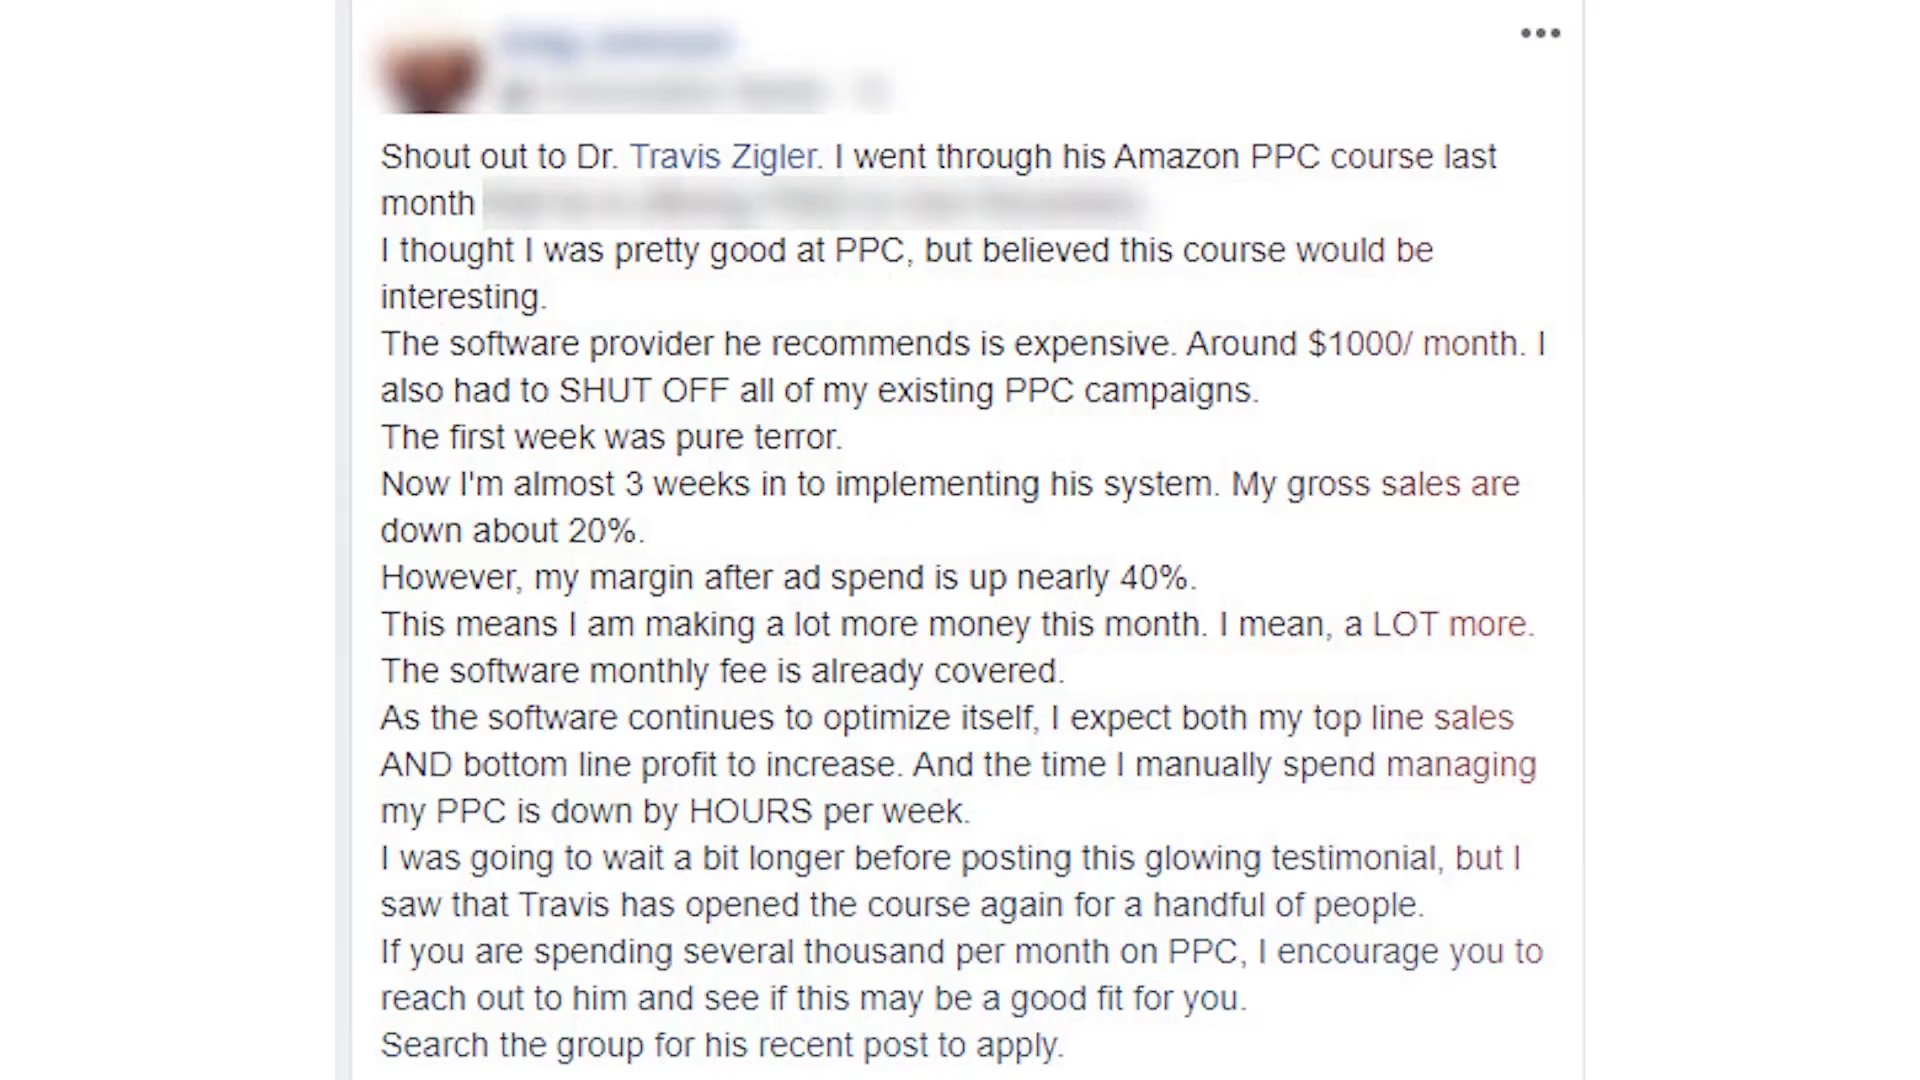 Shout out to Dr. Travis Zigler. I went through his Amazon PPC course last
month
I thought I was pretty good at PPC, but believed this course would be
interesting.
The software provider he recommends is expensive. Around $1000/ month. I
also had to SHUT OFF all of my existing PPC campaigns.
The first week was pure terror.
Now I'm almost 3 weeks in to implementing his system. My gross sales are
down about 20%.
However, my margin after ad spend is up nearly 40%.
This means I am making a lot more money this month. I mean, a LOT more.
The software monthly fee is already covered.
As the software continues to optimize itself, I expect both my top line sales
AND bottom line profit to increase. And the time I manually spend managing
my PPC is down by HOURS per week.
I was going to wait a bit longer before posting this glowing testimonial, but I
saw that Travis has opened the course again for a handful of people.
If you are spending several thousand per month on PPC, I encourage you to
reach out to him and see if this may be a good fit for you.
Search the group for his recent post to apply.